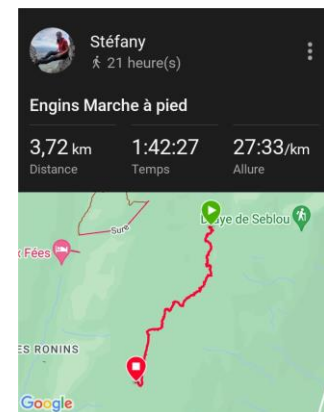 Stéfany
21 heure(s)
Engins Marche à pied
3,72 km 1:42:27 27:33/km
Distance Temps Allure
Sure
aye de Seblou
Fées
ES RONINS
Google